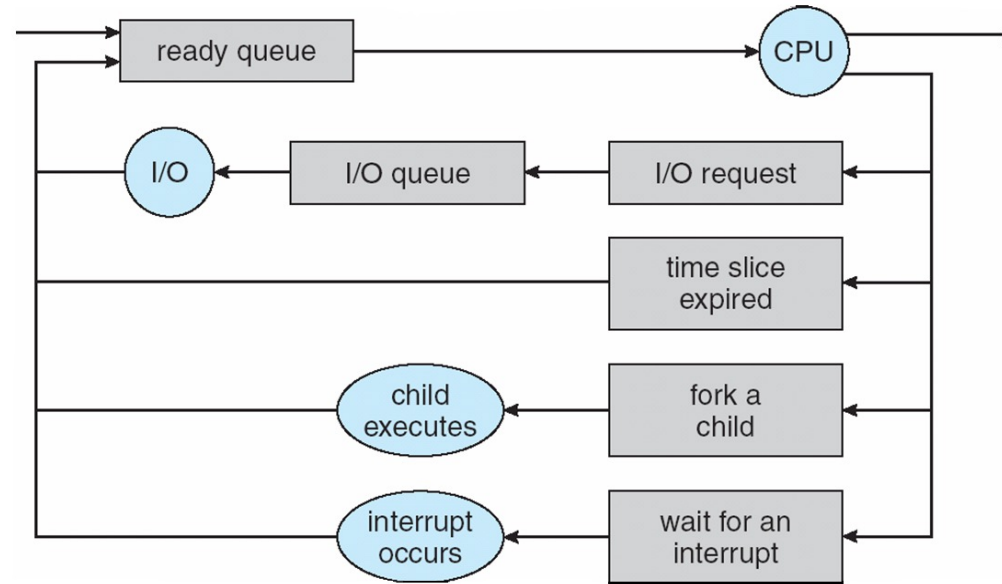 ready queue
CPU
I/O
I/O queue
I/O request
time slice
expired
child
executes
fork a
child
interrupt
occurs
wait for an
interrupt